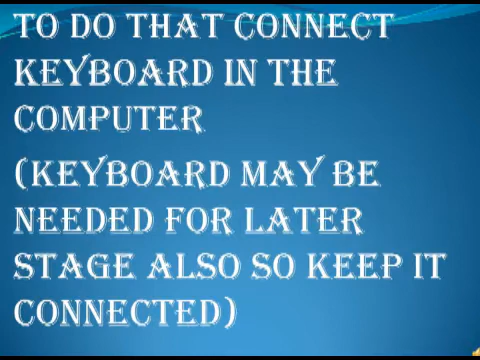 TO DO THAT CONNECT
KEYBOARD IN THE
COMPUTER
(KEYBOARD MAY BE
NEEDED FOR LATER
STAGE ALSO SO KEEP IT
CONNECTED)